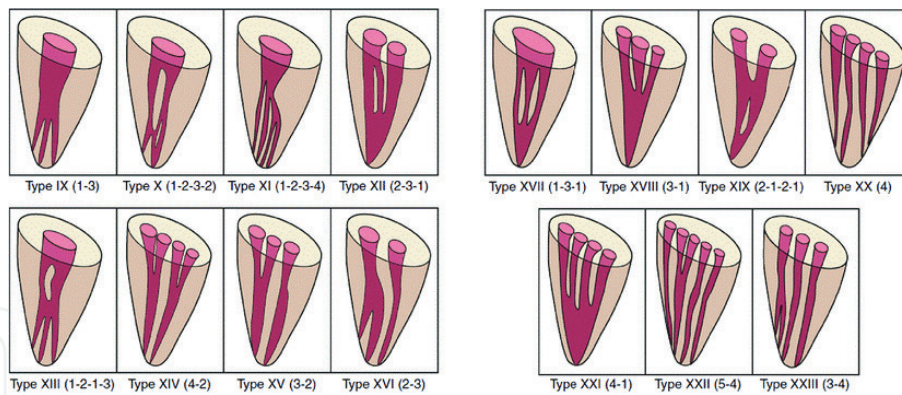 Type IX (1-3)
Type X (1-2-3-2)
Type XI (1-2-3-4)
Type XII (2-3-1)
Type XVII (1-3-1)
Type XVIII (3-1)
Type XIX (2-1-2-1)
Type XX (4)
Type XIII (1-2-1-3)
Type XIV (4-2)
Type XV (3-2)
Type XVI (2-3)
Type XXI (4-1)
Type XXII (5-4)
Type XXIII (3-4)